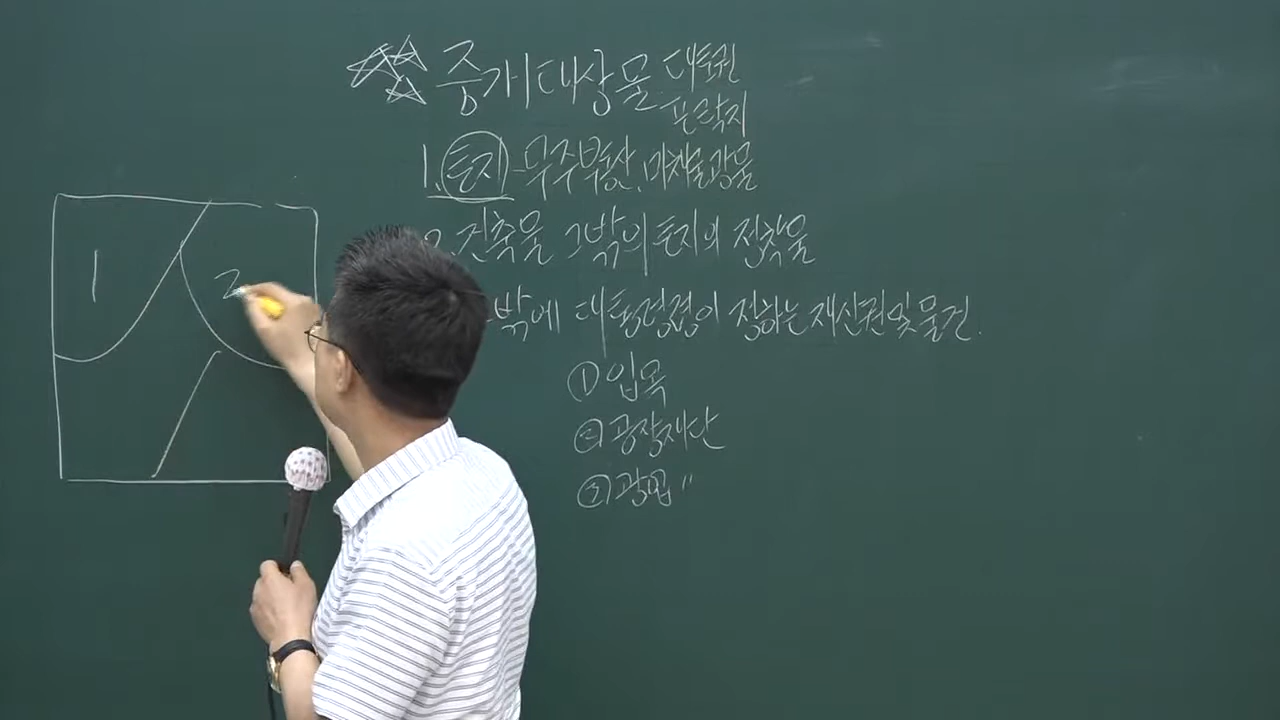 중개대상물 대토권
분략지
1. 토지 - 무주부동산, 미채굴광물
2. 건축물 그밖의 토지의 정착물
밖에 대통령령이 정하는 재산권 및 물건.
① 입목
② 공장재단
③ 광업 "
1
2